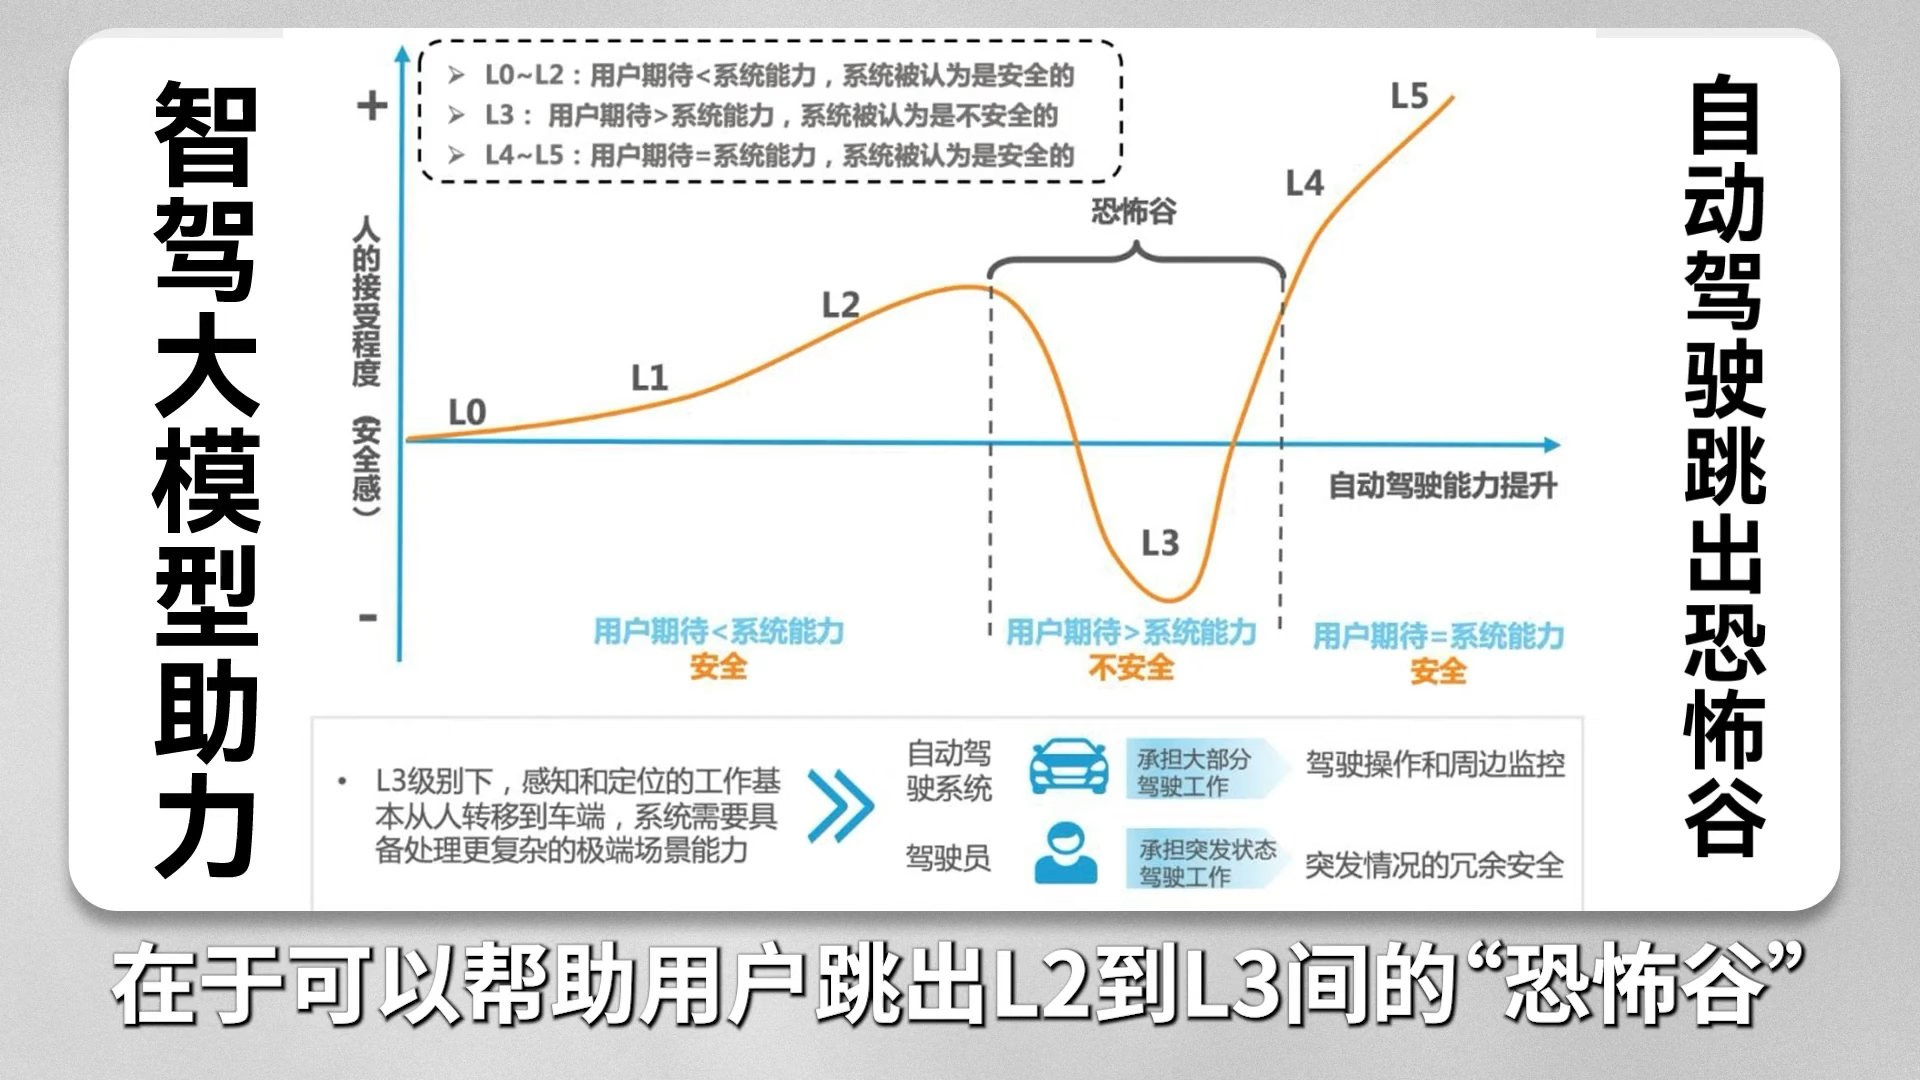 智驾大模型助力
自动驾驶跳出恐怖谷
L0~L2：用户期待<系统能力，系统被认为是安全的
L3： 用户期待>系统能力，系统被认为是不安全的
L4~L5：用户期待=系统能力，系统被认为是安全的
+
人的接受程度（安全感）
-
恐怖谷
L0
L1
L2
L3
L4
L5
自动驾驶能力提升
用户期待<系统能力
安全
用户期待>系统能力
不安全
用户期待=系统能力
安全
• L3级别下，感知和定位的工作基
本从人转移到车端，系统需要具
备处理更复杂的极端场景能力
自动驾
驶系统
承担大部分
驾驶工作
驾驶操作和周边监控
驾驶员
承担突发状态
驾驶工作
突发情况的冗余安全
在于可以帮助用户跳出L2到L3间的“恐怖谷”